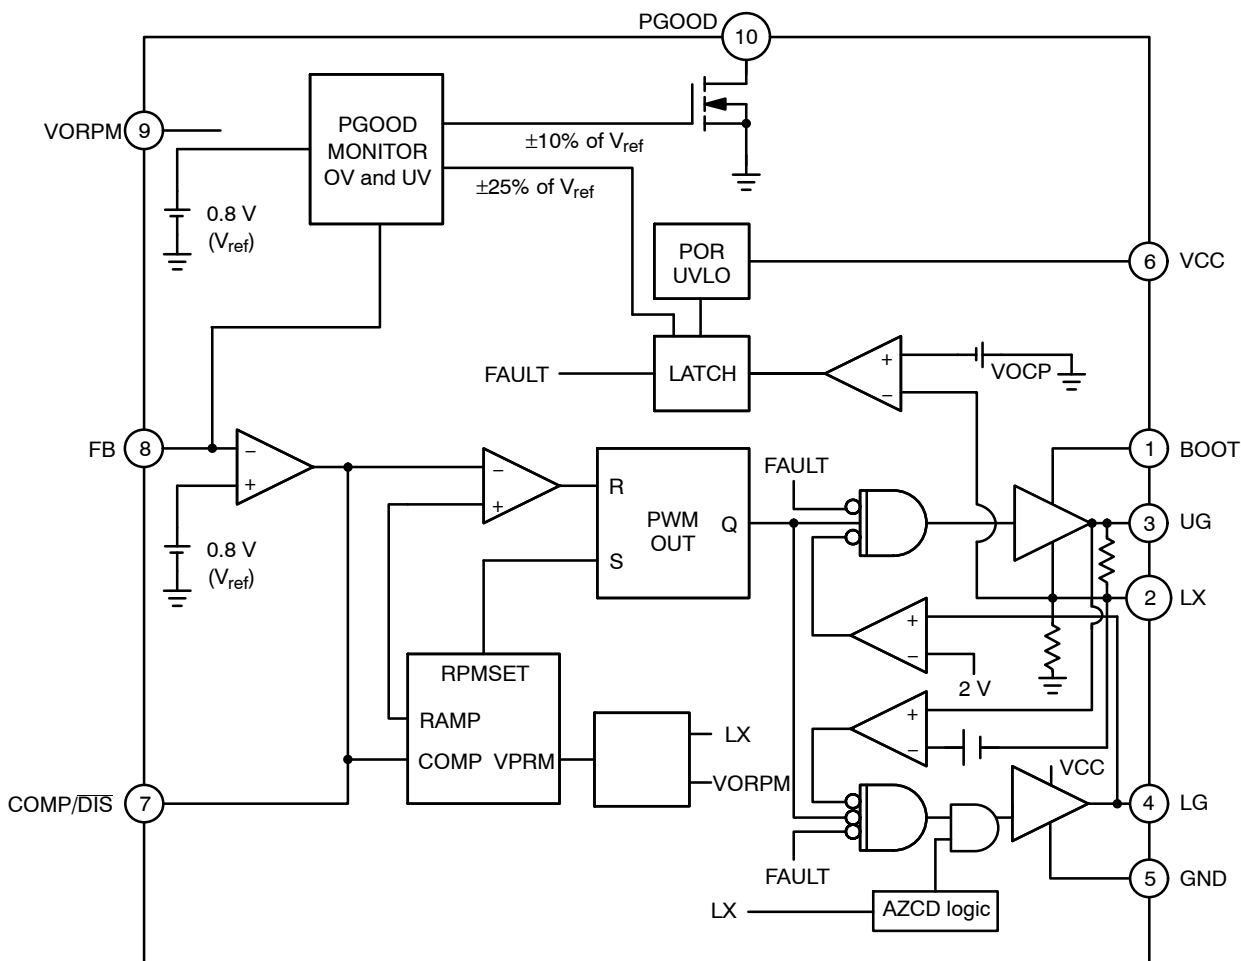 PGOOD
10
VORPM
9
PGOOD
MONITOR
OV and UV
±10% of Vref
±25% of Vref
0.8 V
(Vref)
POR
UVLO
6
VCC
FAULT
LATCH
+
−
VOCP
FB
8
−
+
0.8 V
(Vref)
−
+
R
S
PWM
OUT
Q
FAULT
1
BOOT
3
UG
2
LX
+
−
2 V
RPMSET
RAMP
COMP
VPRM
LX
VORPM
+
−
VCC
COMP/DIS
7
4
LG
FAULT
5
GND
LX
AZCD logic